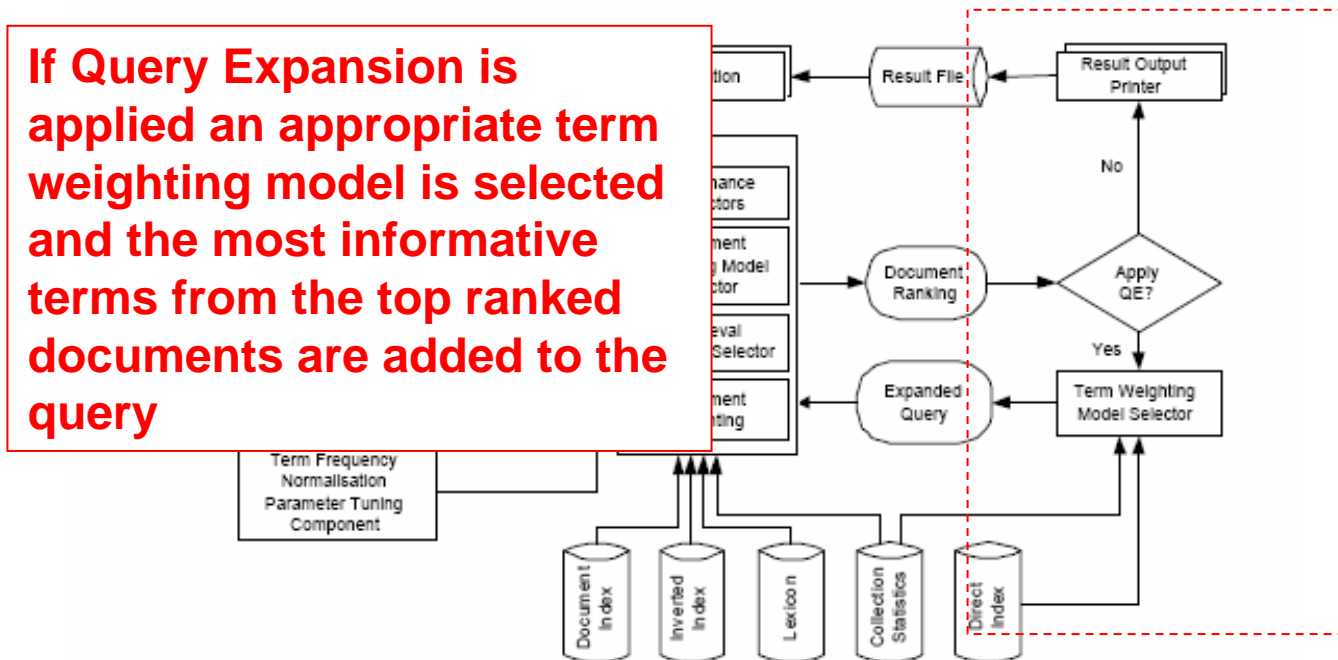 If Query Expansion is
applied an appropriate term
weighting model is selected
and the most informative
terms from the top ranked
documents are added to the
query
Result File
Result Output
Printer
No
Document
Ranking
Apply
QE?
Yes
Selector
Expanded
Query
Term Weighting
Model Selector
Term Frequency
Normalisation
Parameter Tuning
Component
Document
Index
Inverted
Index
Lexicon
Collection
Statistics
Direct
Index